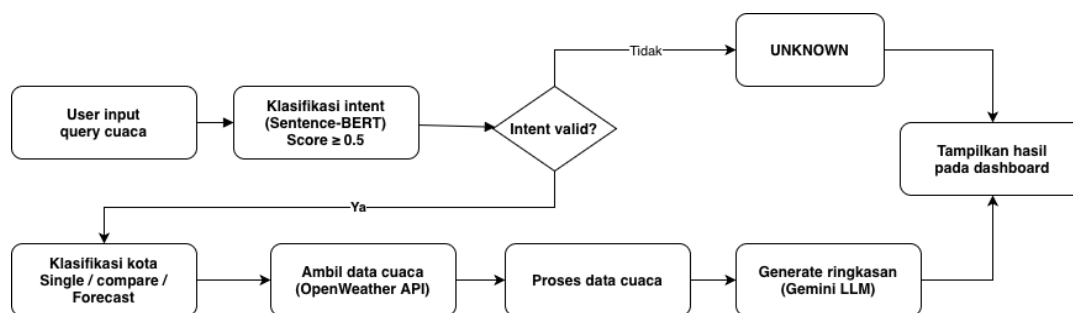 User input
query cuaca
Klasifikasi intent
(Sentence-BERT)
Score ≥ 0.5
Intent valid?
Tidak
UNKNOWN
Tampilkan hasil
pada dashboard
Ya
Klasifikasi kota
Single / compare /
Forecast
Ambil data cuaca
(OpenWeather API)
Proses data cuaca
Generate ringkasan
(Gemini LLM)